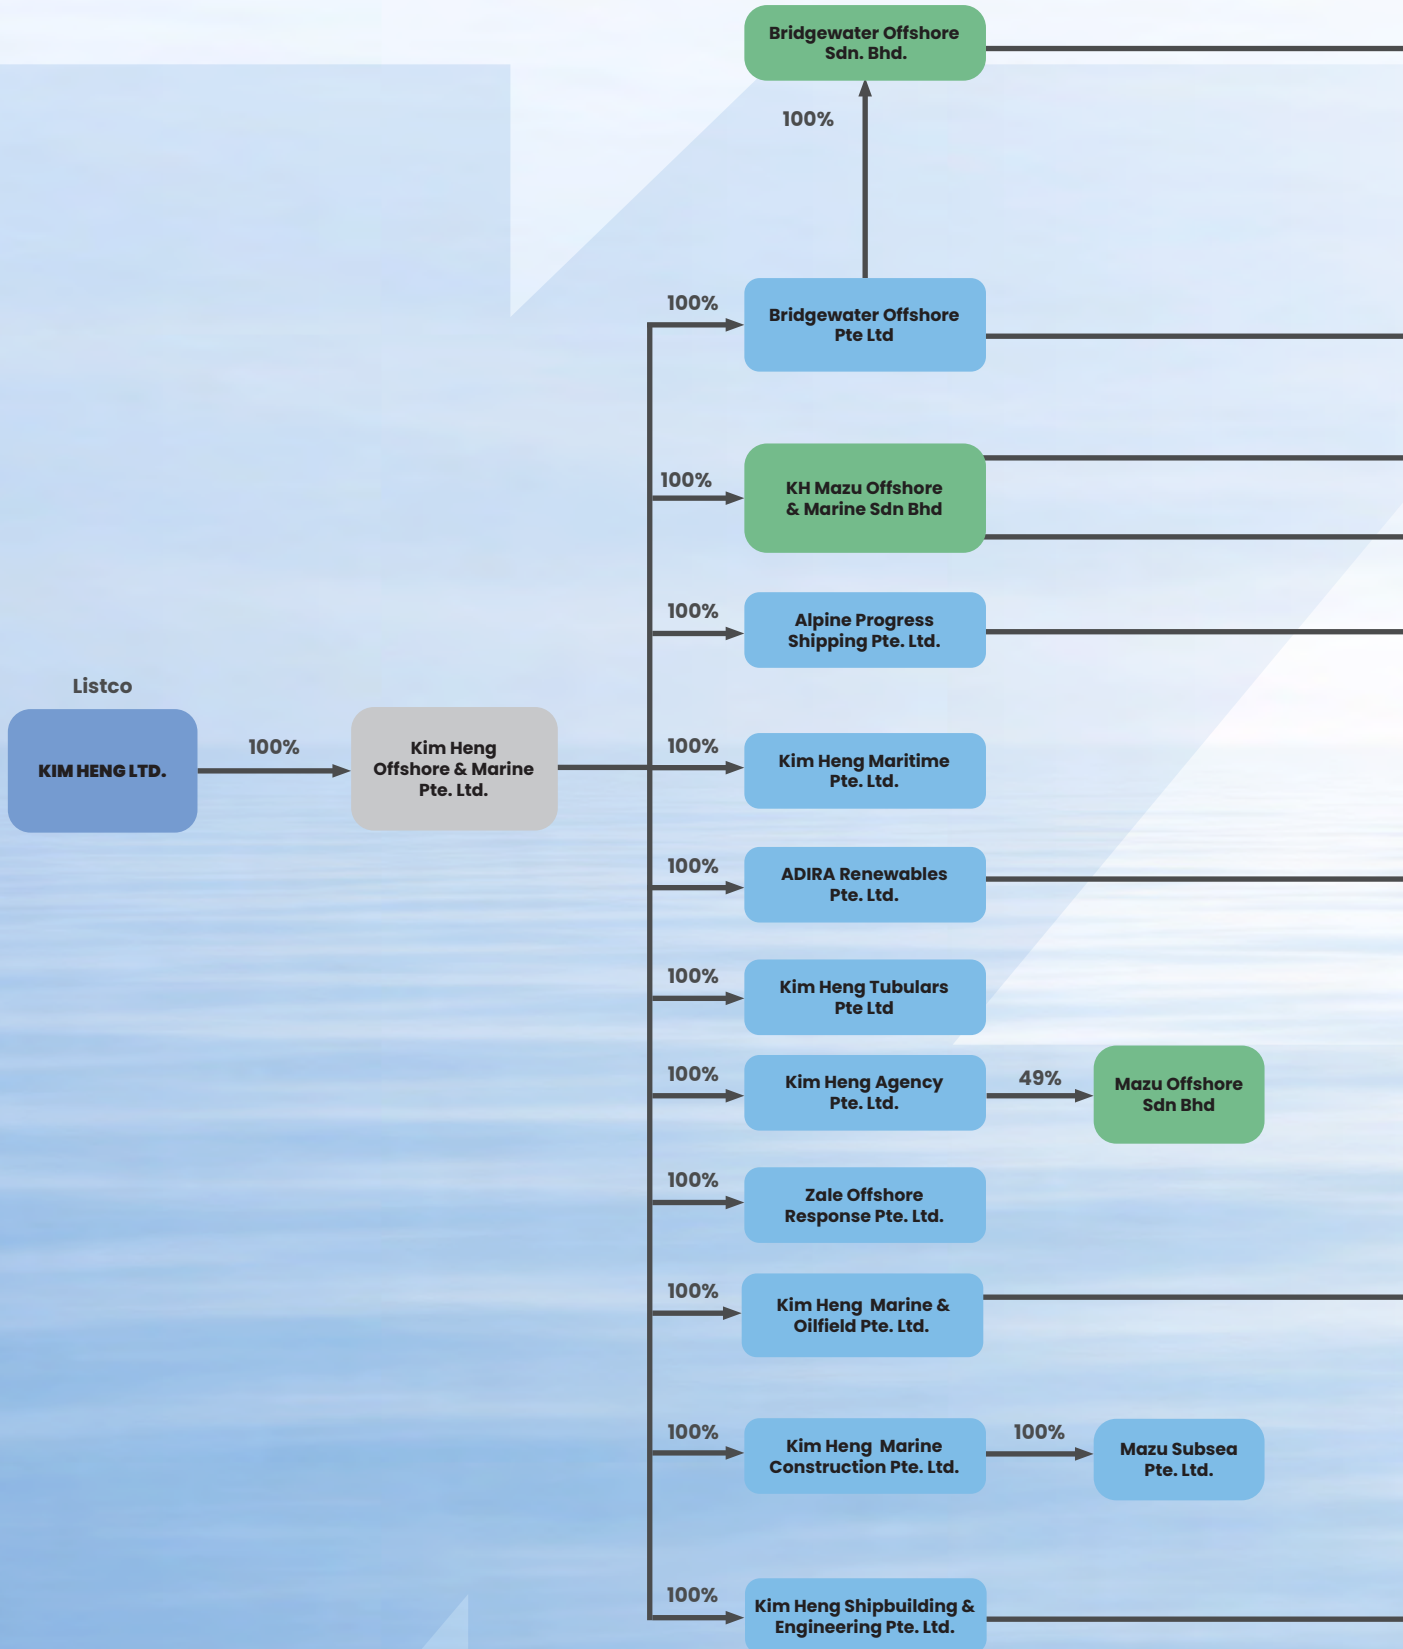 Bridgewater Offshore
Sdn. Bhd.
100%
100%
Bridgewater Offshore
Pte Ltd
100%
KH Mazu Offshore
& Marine Sdn Bhd
100%
Alpine Progress
Shipping Pte. Ltd.
Listco
KIM HENG LTD.
100%
Kim Heng
Offshore & Marine
Pte. Ltd.
100%
Kim Heng Maritime
Pte. Ltd.
100%
ADIRA Renewables
Pte. Ltd.
100%
Kim Heng Tubulars
Pte Ltd
100%
Kim Heng Agency
Pte. Ltd.
49%
Mazu Offshore
Sdn Bhd
100%
Zale Offshore
Response Pte. Ltd.
100%
Kim Heng Marine &
Oilfield Pte. Ltd.
100%
Kim Heng Marine
Construction Pte. Ltd.
100%
Mazu Subsea
Pte. Ltd.
100%
Kim Heng Shipbuilding &
Engineering Pte. Ltd.